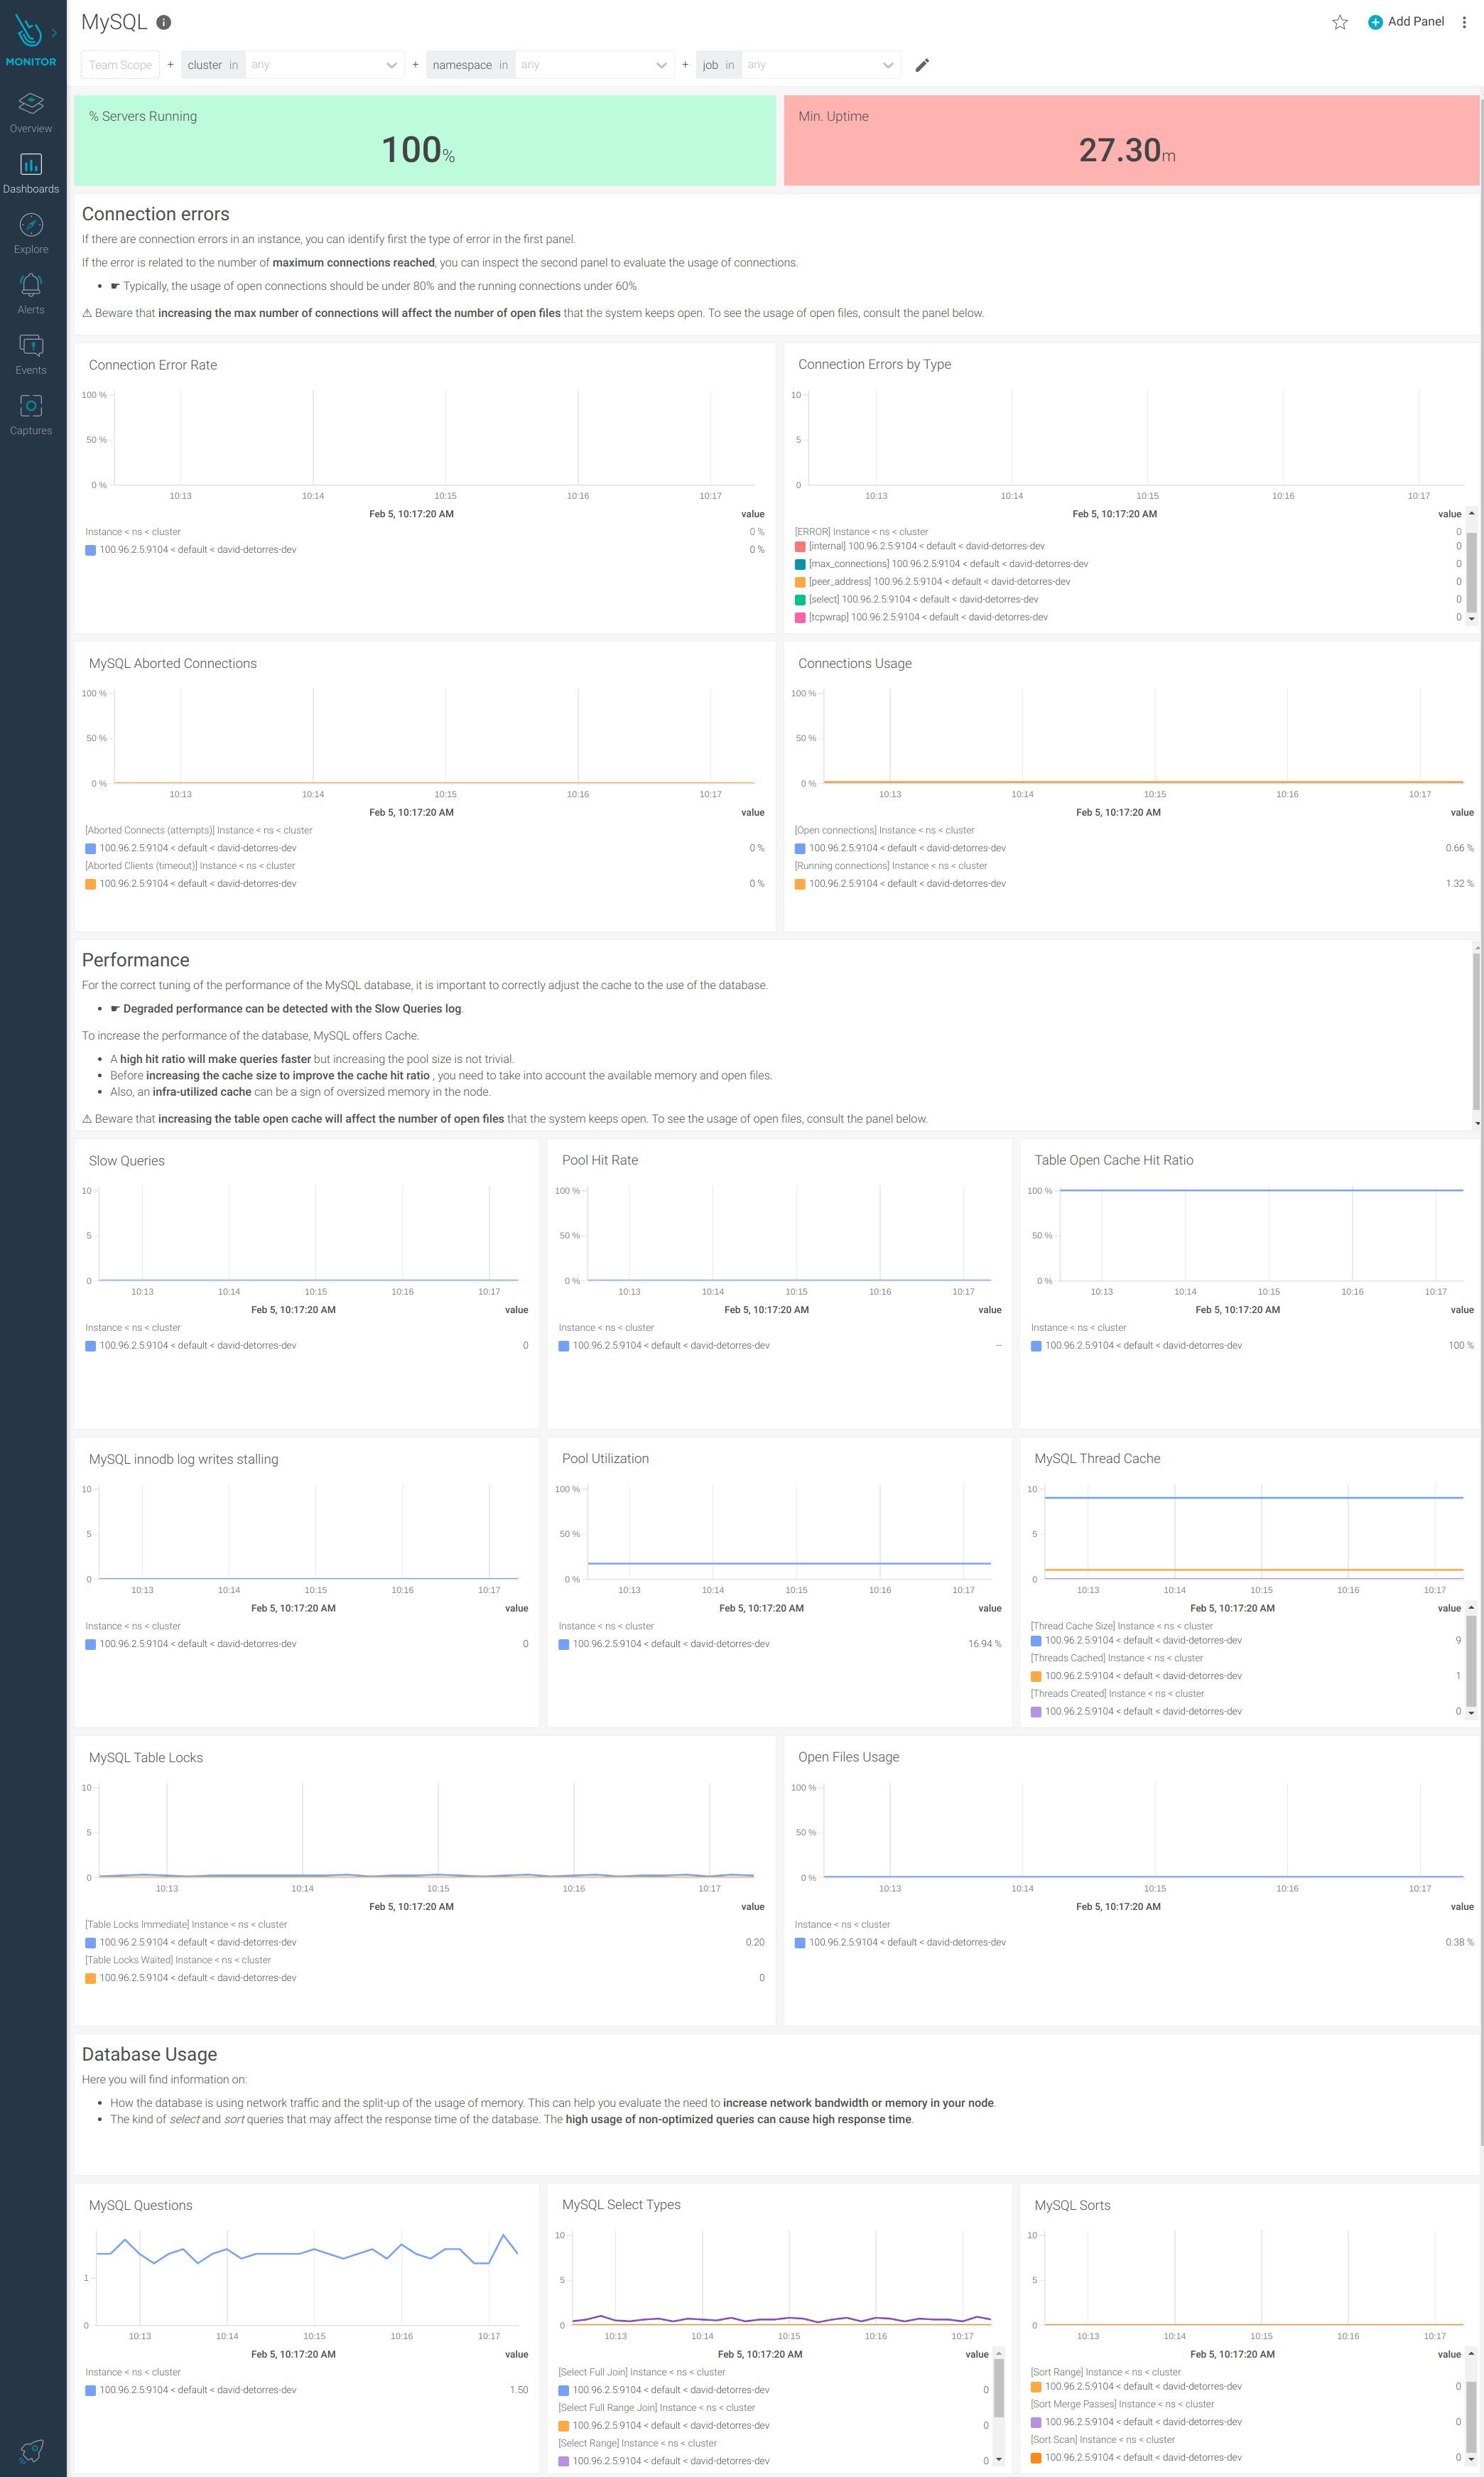 MySQL
Add Panel
MONITOR
Team Scope + cluster in any + namespace in any + job in any
Overview
Dashboards
Explore
Alerts
Events
Captures
% Servers Running
100%
Min. Uptime
27.30m
Connection errors
If there are connection errors in an instance, you can identify first the type of error in the first panel.
If the error is related to the number of maximum connections reached, you can inspect the second panel to evaluate the usage of connections.
• ☛ Typically, the usage of open connections should be under 80% and the running connections under 60%
⚠ Beware that increasing the max number of connections will affect the number of open files that the system keeps open. To see the usage of open files, consult the panel below.
Connection Error Rate
100 %
50 %
0 %
10:13 10:14 10:15 10:16 10:17
Feb 5, 10:17:20 AM value
Instance < ns < cluster 0 %
100.96.2.5:9104 < default < david-detorres-dev 0 %
Connection Errors by Type
10
5
0
10:13 10:14 10:15 10:16 10:17
Feb 5, 10:17:20 AM value
[ERROR] Instance < ns < cluster 0
[internal] 100.96.2.5:9104 < default < david-detorres-dev 0
[max_connections] 100.96.2.5:9104 < default < david-detorres-dev 0
[peer_address] 100.96.2.5:9104 < default < david-detorres-dev 0
[select] 100.96.2.5:9104 < default < david-detorres-dev 0
[tcpwrap] 100.96.2.5:9104 < default < david-detorres-dev 0
MySQL Aborted Connections
100 %
50 %
0 %
10:13 10:14 10:15 10:16 10:17
Feb 5, 10:17:20 AM value
[Aborted Connects (attempts)] Instance < ns < cluster
100.96.2.5:9104 < default < david-detorres-dev 0 %
[Aborted Clients (timeout)] Instance < ns < cluster
100.96.2.5:9104 < default < david-detorres-dev 0 %
Connections Usage
100 %
50 %
0 %
10:13 10:14 10:15 10:16 10:17
Feb 5, 10:17:20 AM value
[Open connections] Instance < ns < cluster
100.96.2.5:9104 < default < david-detorres-dev 0.66 %
[Running connections] Instance < ns < cluster
100.96.2.5:9104 < default < david-detorres-dev 1.32 %
Performance
For the correct tuning of the performance of the MySQL database, it is important to correctly adjust the cache to the use of the database.
• ☛ Degraded performance can be detected with the Slow Queries log.
To increase the performance of the database, MySQL offers Cache.
• A high hit ratio will make queries faster but increasing the pool size is not trivial.
• Before increasing the cache size to improve the cache hit ratio , you need to take into account the available memory and open files.
• Also, an infra-utilized cache can be a sign of oversized memory in the node.
⚠ Beware that increasing the table open cache will affect the number of open files that the system keeps open. To see the usage of open files, consult the panel below.
Slow Queries
10
5
0
10:13 10:14 10:15 10:16 10:17
Feb 5, 10:17:20 AM value
Instance < ns < cluster
100.96.2.5:9104 < default < david-detorres-dev 0
Pool Hit Rate
100 %
50 %
0 %
10:13 10:14 10:15 10:16 10:17
Feb 5, 10:17:20 AM value
Instance < ns < cluster
100.96.2.5:9104 < default < david-detorres-dev --
Table Open Cache Hit Ratio
100 %
50 %
0 %
10:13 10:14 10:15 10:16 10:17
Feb 5, 10:17:20 AM value
Instance < ns < cluster
100.96.2.5:9104 < default < david-detorres-dev 100 %
MySQL innodb log writes stalling
10
5
0
10:13 10:14 10:15 10:16 10:17
Feb 5, 10:17:20 AM value
Instance < ns < cluster
100.96.2.5:9104 < default < david-detorres-dev 0
Pool Utilization
100 %
50 %
0 %
10:13 10:14 10:15 10:16 10:17
Feb 5, 10:17:20 AM value
Instance < ns < cluster
100.96.2.5:9104 < default < david-detorres-dev 16.94 %
MySQL Thread Cache
10
5
0
10:13 10:14 10:15 10:16 10:17
Feb 5, 10:17:20 AM value
[Thread Cache Size] Instance < ns < cluster
100.96.2.5:9104 < default < david-detorres-dev 9
[Threads Cached] Instance < ns < cluster
100.96.2.5:9104 < default < david-detorres-dev 1
[Threads Created] Instance < ns < cluster
100.96.2.5:9104 < default < david-detorres-dev 0
MySQL Table Locks
10
5
0
10:13 10:14 10:15 10:16 10:17
Feb 5, 10:17:20 AM value
[Table Locks Immediate] Instance < ns < cluster
100.96.2.5:9104 < default < david-detorres-dev 0.20
[Table Locks Waited] Instance < ns < cluster
100.96.2.5:9104 < default < david-detorres-dev 0
Open Files Usage
100 %
50 %
0 %
10:13 10:14 10:15 10:16 10:17
Feb 5, 10:17:20 AM value
Instance < ns < cluster
100.96.2.5:9104 < default < david-detorres-dev 0.38 %
Database Usage
Here you will find information on:
• How the database is using network traffic and the split-up of the usage of memory. This can help you evaluate the need to increase network bandwidth or memory in your node.
• The kind of select and sort queries that may affect the response time of the database. The high usage of non-optimized queries can cause high response time.
MySQL Questions
1
0
10:13 10:14 10:15 10:16 10:17
Feb 5, 10:17:20 AM value
Instance < ns < cluster
100.96.2.5:9104 < default < david-detorres-dev 1.50
MySQL Select Types
10
5
0
10:13 10:14 10:15 10:16 10:17
Feb 5, 10:17:20 AM value
[Select Full Join] Instance < ns < cluster
100.96.2.5:9104 < default < david-detorres-dev 0
[Select Full Range Join] Instance < ns < cluster
100.96.2.5:9104 < default < david-detorres-dev 0
[Select Range] Instance < ns < cluster
100.96.2.5:9104 < default < david-detorres-dev 0
MySQL Sorts
10
5
0
10:13 10:14 10:15 10:16 10:17
Feb 5, 10:17:20 AM value
[Sort Range] Instance < ns < cluster
100.96.2.5:9104 < default < david-detorres-dev 0
[Sort Merge Passes] Instance < ns < cluster
100.96.2.5:9104 < default < david-detorres-dev 0
[Sort Scan] Instance < ns < cluster
100.96.2.5:9104 < default < david-detorres-dev 0